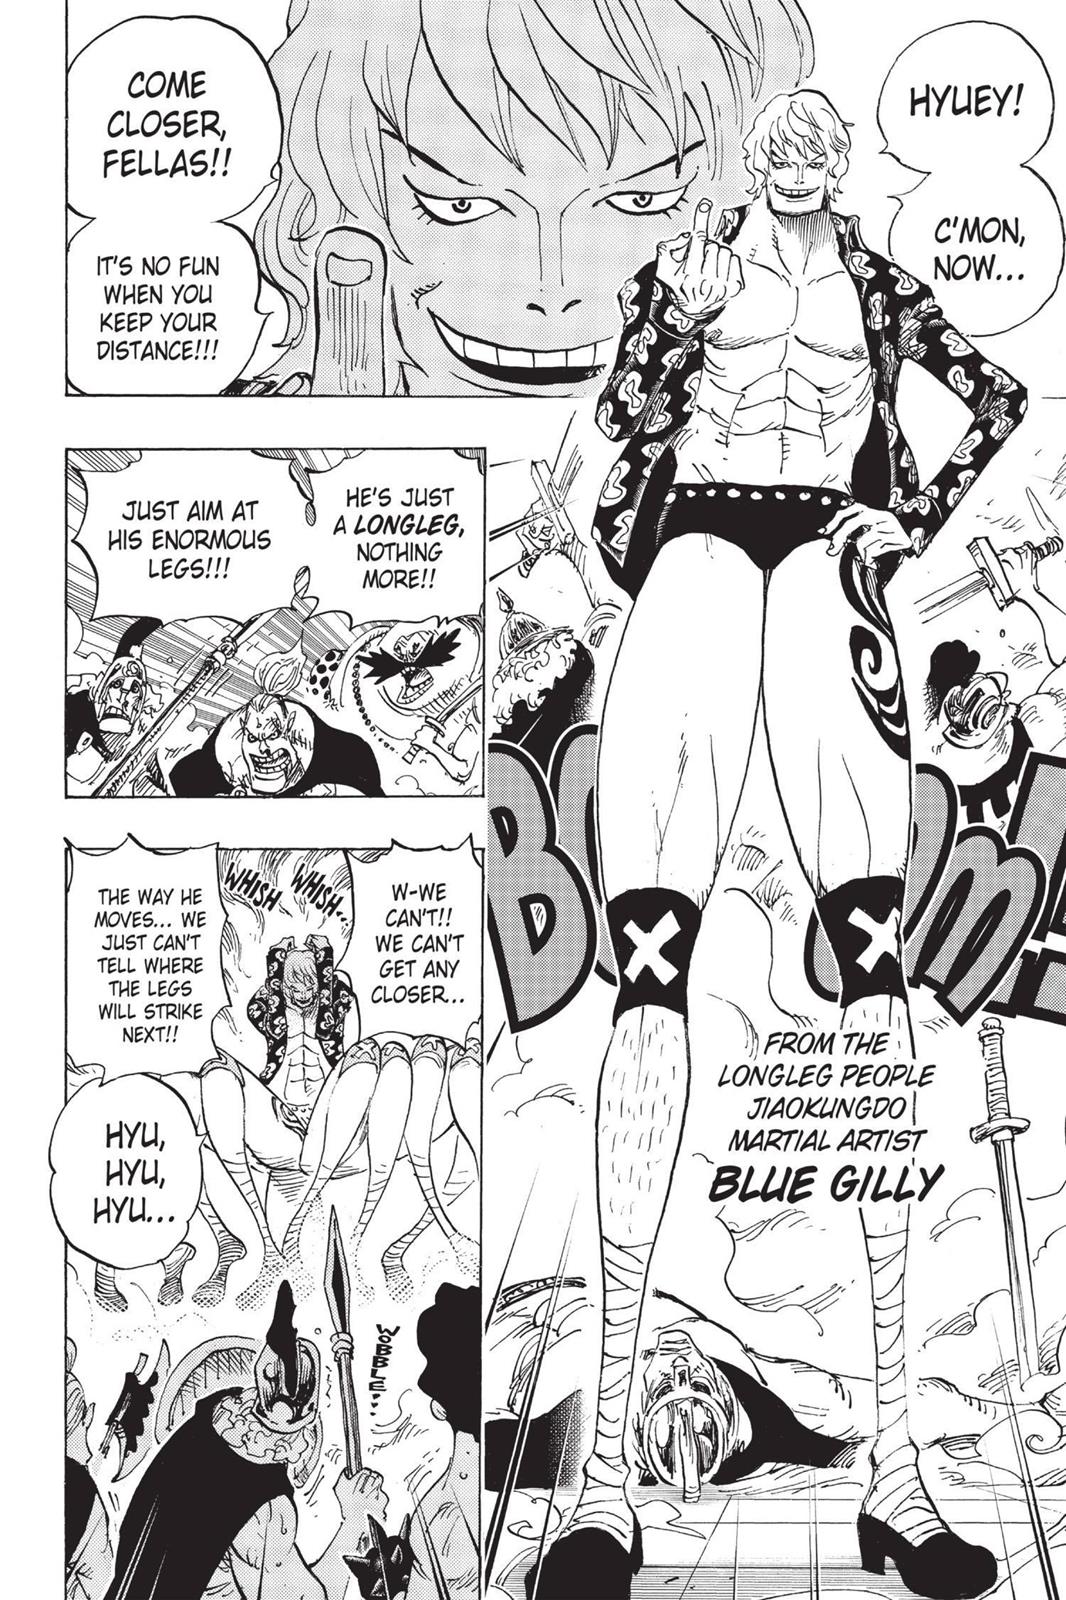 HYUEY!
C'MON,
NOW...
COME
CLOSER,
FELLAS!!
IT'S NO FUN
WHEN YOU
KEEP YOUR
DISTANCE!!!
BOOM!!
FROM THE
LONGLEG PEOPLE
JIAOKUNGDO
MARTIAL ARTIST
BLUE GILLY
HE'S JUST
A LONGLEG,
NOTHING
MORE!!
JUST AIM AT
HIS ENORMOUS
LEGS!!!
W-WE
CAN'T!!
WE CAN'T
GET ANY
CLOSER...
WHISH
WHISH...
THE WAY HE
MOVES... WE
JUST CAN'T
TELL WHERE
THE LEGS
WILL STRIKE
NEXT!!
HYU,
HYU,
HYU...
WOBBLE...